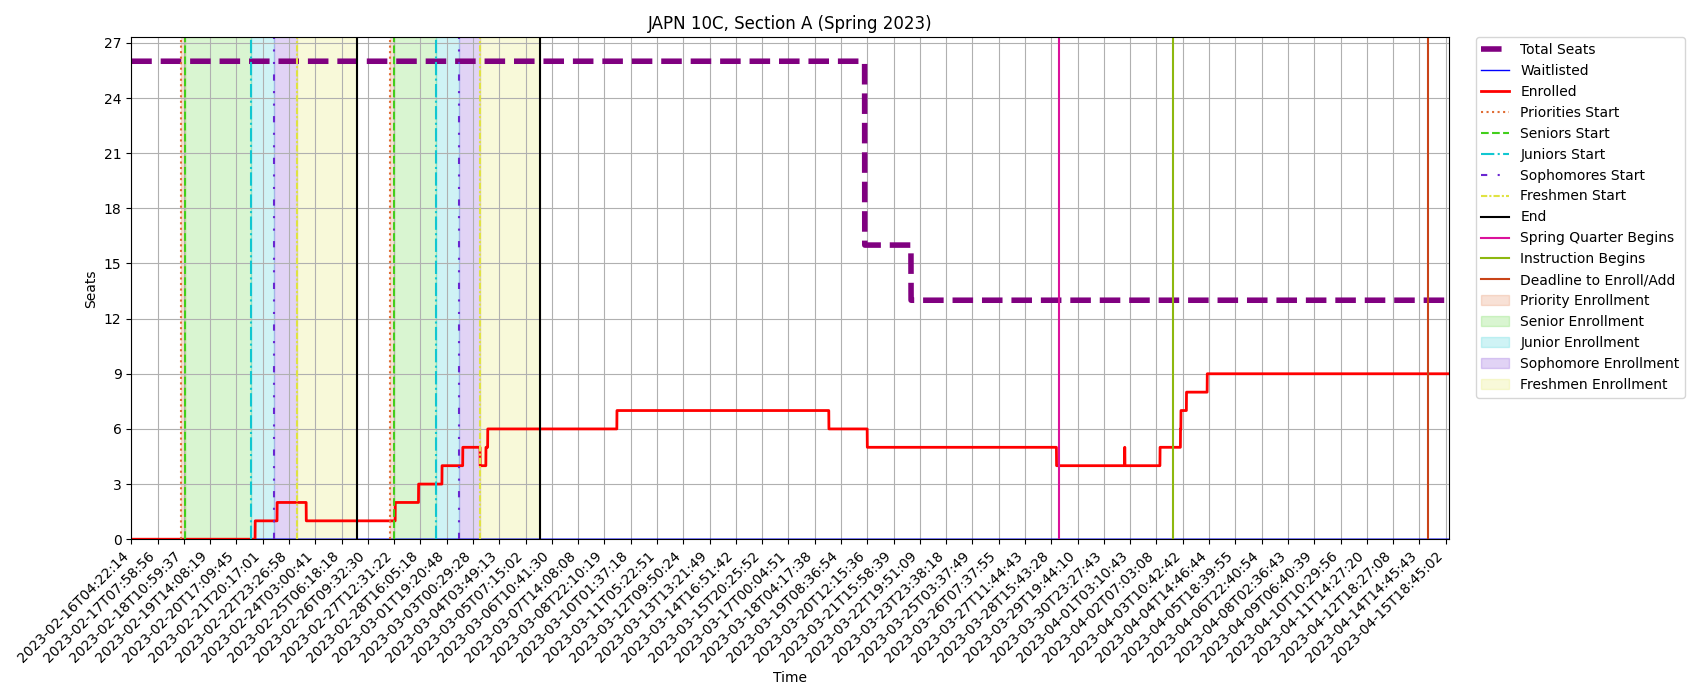 JAPN 10C, Section A (Spring 2023)
27
24
21
18
15
12
9
6
3
0
Seats
2023-02-16T04:22:14
2023-02-17T07:58:56
2023-02-18T10:59:37
2023-02-19T14:08:19
2023-02-20T17:09:45
2023-02-21T20:17:01
2023-02-22T23:26:58
2023-02-24T03:00:41
2023-02-25T06:18:18
2023-02-26T09:32:30
2023-02-27T12:31:22
2023-02-28T16:05:18
2023-03-01T19:20:48
2023-03-03T00:29:28
2023-03-04T03:49:13
2023-03-05T07:15:02
2023-03-06T10:41:30
2023-03-07T14:08:08
2023-03-08T22:10:19
2023-03-10T01:37:18
2023-03-11T05:22:51
2023-03-12T09:50:24
2023-03-13T13:21:49
2023-03-14T16:51:42
2023-03-15T20:25:52
2023-03-17T00:04:51
2023-03-18T04:17:38
2023-03-19T08:36:54
2023-03-20T12:15:36
2023-03-21T15:58:39
2023-03-22T19:51:09
2023-03-23T23:38:18
2023-03-25T03:37:49
2023-03-26T07:37:55
2023-03-27T11:44:43
2023-03-28T15:43:28
2023-03-29T19:44:10
2023-03-30T23:27:43
2023-04-01T03:10:43
2023-04-02T07:03:08
2023-04-03T10:42:42
2023-04-04T14:46:44
2023-04-05T18:39:55
2023-04-06T22:40:54
2023-04-08T02:36:43
2023-04-09T06:40:39
2023-04-10T10:29:56
2023-04-11T14:27:20
2023-04-12T18:27:08
2023-04-14T14:45:43
2023-04-15T18:45:02
Time
Total Seats
Waitlisted
Enrolled
Priorities Start
Seniors Start
Juniors Start
Sophomores Start
Freshmen Start
End
Spring Quarter Begins
Instruction Begins
Deadline to Enroll/Add
Priority Enrollment
Senior Enrollment
Junior Enrollment
Sophomore Enrollment
Freshmen Enrollment